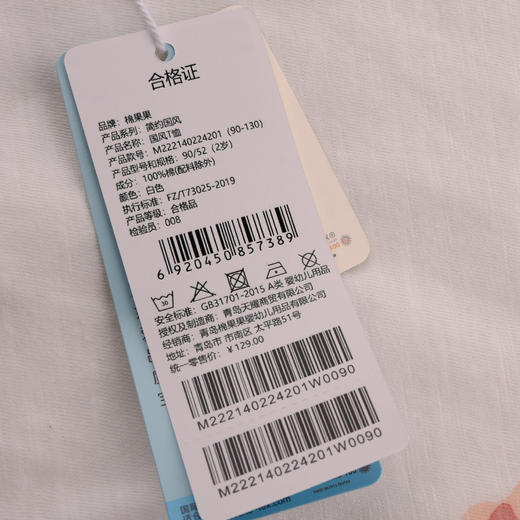 合格证
品牌：棉果果
产品系列：简约国风
产品名称：国风T恤
产品款号：M222140224201（90-130）
产品型号和规格：90/52（2岁）
成分：100%棉(配料除外)
颜色：白色
执行标准：FZ/T73025-2019
产品等级：合格品
检验员：008
6 920450 857389
30
安全标准：GB31701-2015 A类 婴幼儿用品
授权及制造商：青岛天耀商贸有限公司
经销商：青岛棉果果婴幼儿用品有限公司
地址：青岛市 市南区 太平路51号
统一零售价：￥129.00
M222140224201W0090
M222140224201W0090